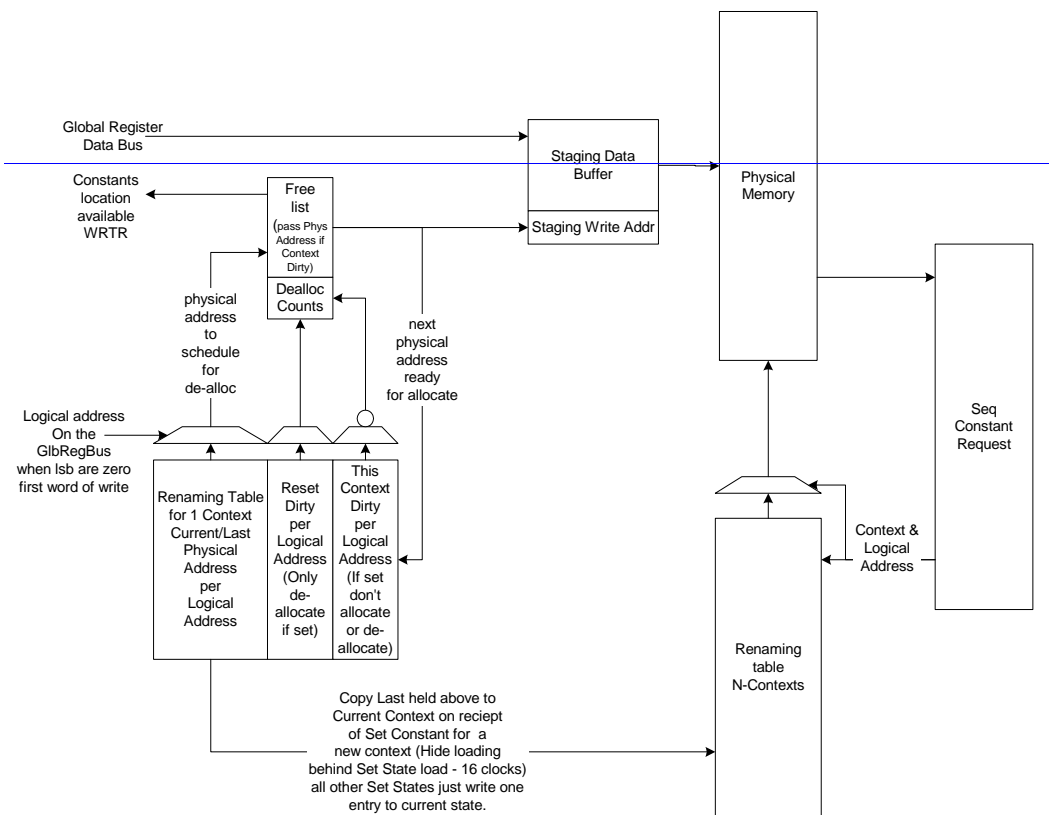 Global Register
Data Bus
Staging Data
Buffer
Staging Write Addr
Physical
Memory
Constants
location
available
WRTR
Free
list
(pass Phys
Address if
Context
Dirty)
Dealloc
Counts
physical
address
to
schedule
for
de-alloc
next
physical
address
ready
for allocate
Logical address
On the
GlbRegBus
when lsb are zero
first word of write
Renaming Table
for 1 Context
Current/Last
Physical
Address
per
Logical
Address
Reset
Dirty
per
Logical
Address
(Only
de-
allocate
if set)
This
Context
Dirty
per
Logical
Address
(If set
don't
allocate
or de-
allocate)
Seq
Constant
Request
Context &
Logical
Address
Renaming
table
N-Contexts
Copy Last held above to
Current Context on reciept
of Set Constant for a
new context (Hide loading
behind Set State load - 16 clocks)
all other Set States just write one
entry to current state.